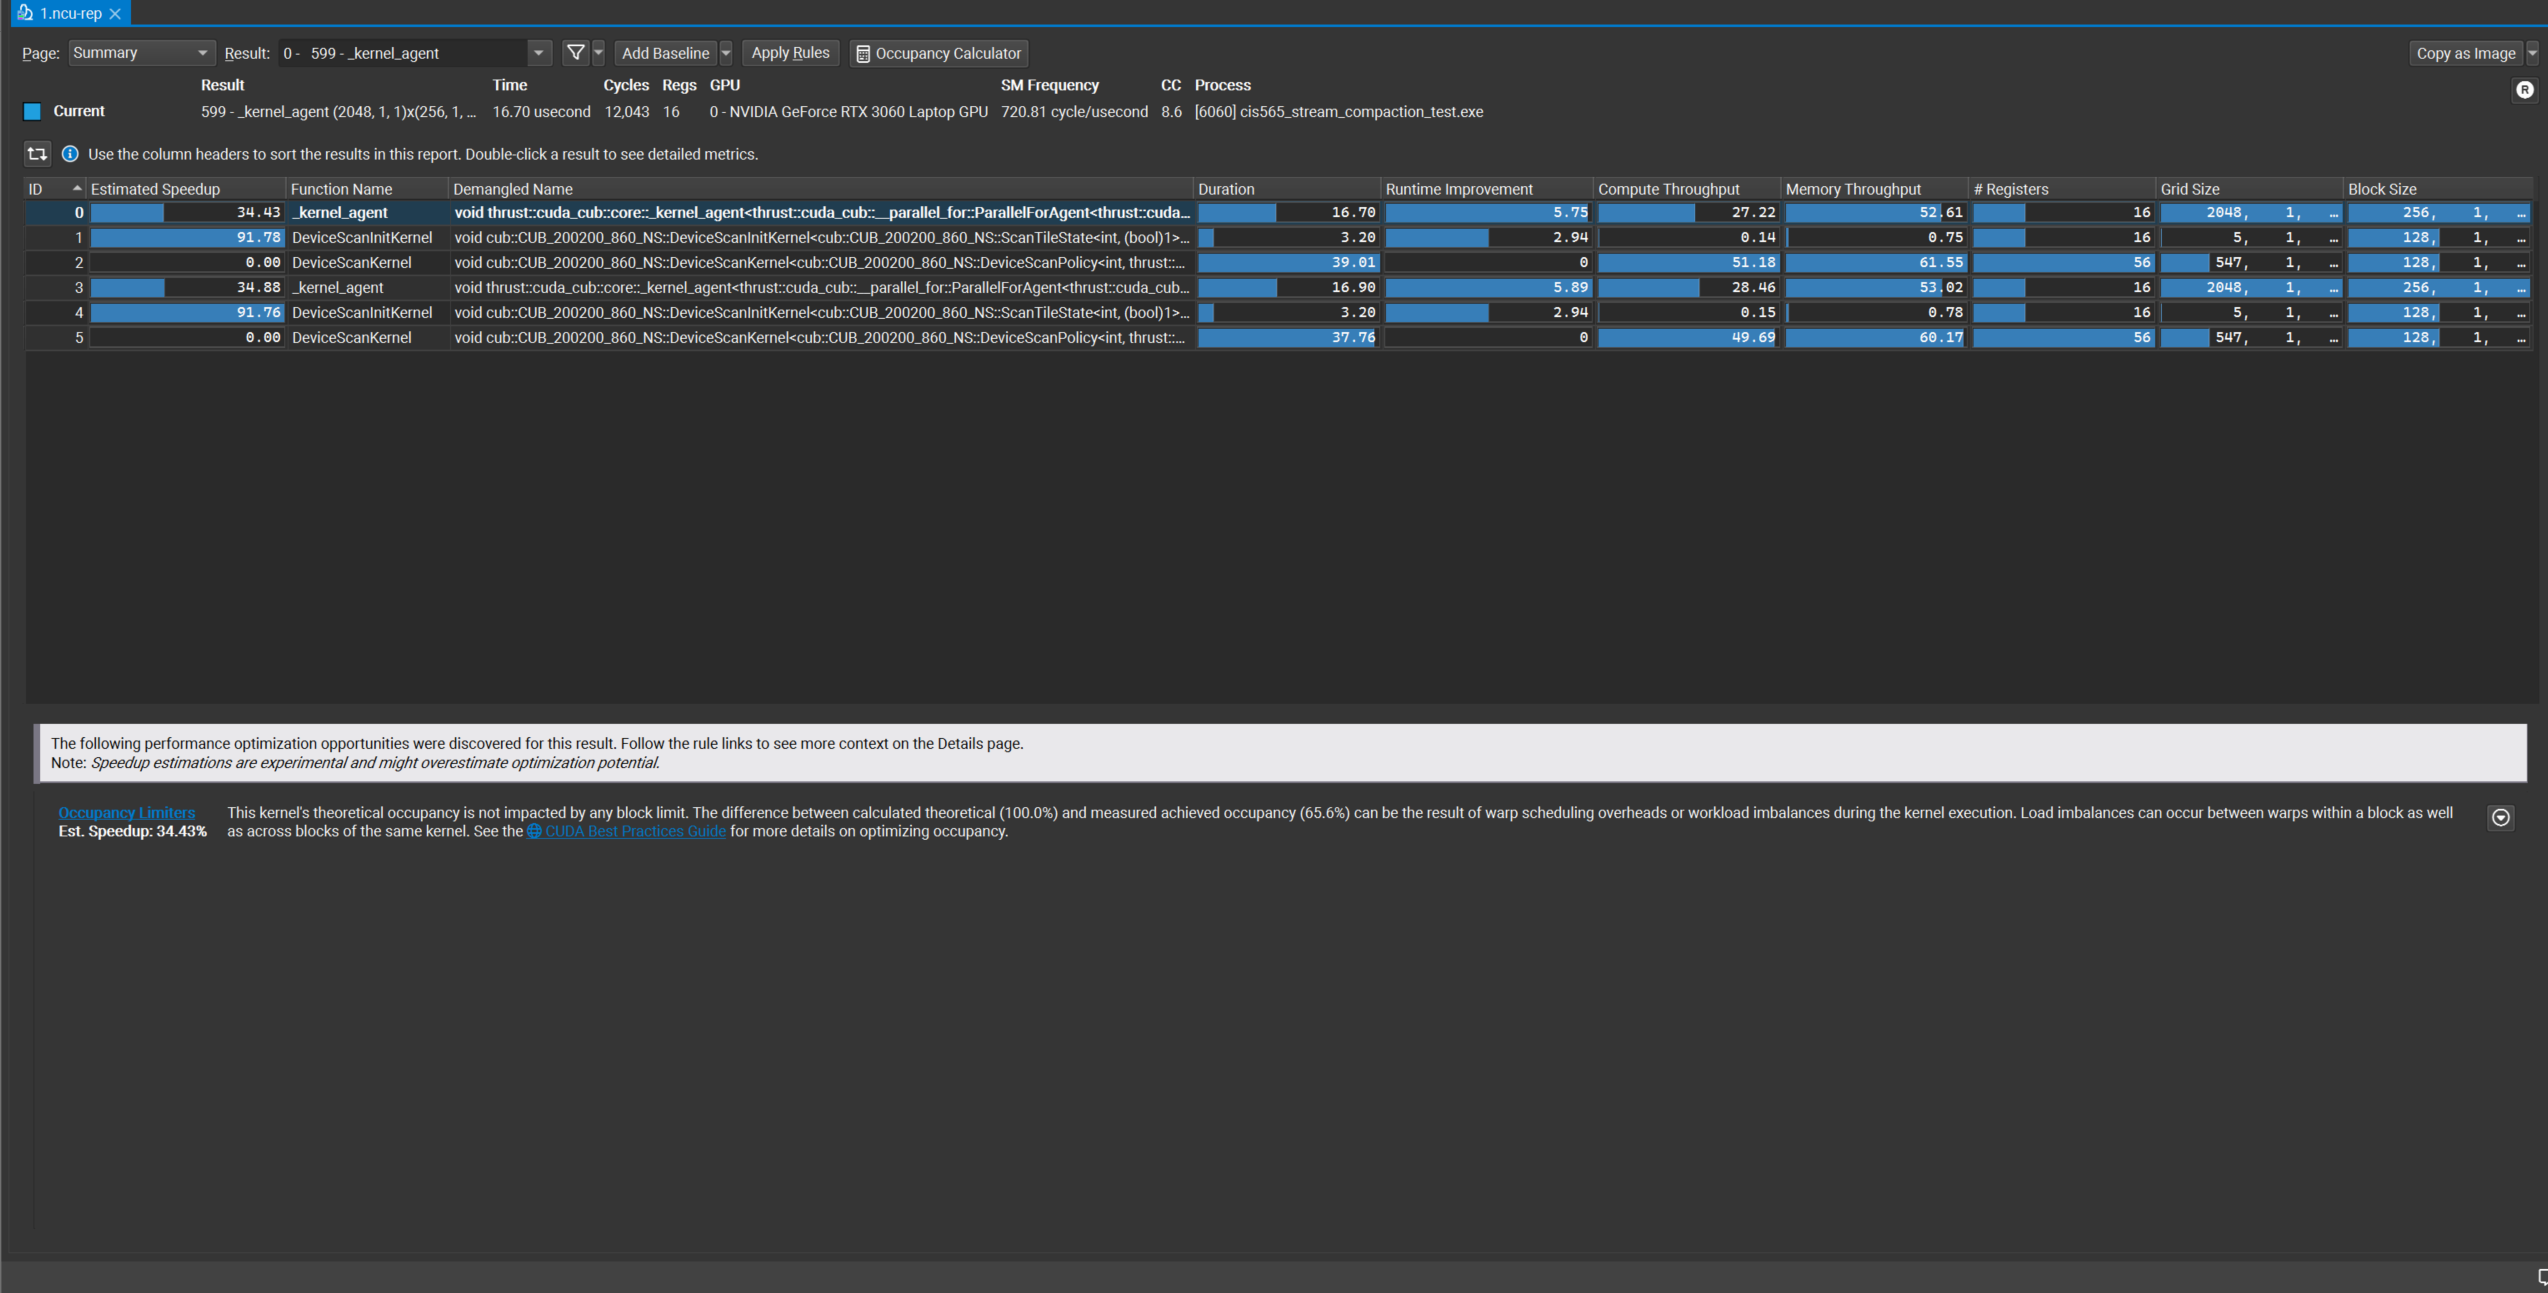 1.ncu-rep
Page: Summary Result: 0 - 599 - _kernel_agent Add Baseline Apply Rules Occupancy Calculator Copy as Image
Result Time Cycles Regs GPU SM Frequency CC Process
Current 599 - _kernel_agent (2048, 1, 1)x(256, 1, ... 16.70 usecond 12,043 16 0 - NVIDIA GeForce RTX 3060 Laptop GPU 720.81 cycle/usecond 8.6 [6060] cis565_stream_compaction_test.exe
R
Use the column headers to sort the results in this report. Double-click a result to see detailed metrics.
ID Estimated Speedup Function Name Demangled Name Duration Runtime Improvement Compute Throughput Memory Throughput # Registers Grid Size Block Size
0 34.43 _kernel_agent void thrust::cuda_cub::core::_kernel_agent<thrust::cuda_cub::__parallel_for::ParallelForAgent<thrust::cuda... 16.70 5.75 27.22 52.61 16 2048, 1, ... 256, 1, ...
1 91.78 DeviceScanInitKernel void cub::CUB_200200_860_NS::DeviceScanInitKernel<cub::CUB_200200_860_NS::ScanTileState<int, (bool)1>... 3.20 2.94 0.14 0.75 16 5, 1, ... 128, 1, ...
2 0.00 DeviceScanKernel void cub::CUB_200200_860_NS::DeviceScanKernel<cub::CUB_200200_860_NS::DeviceScanPolicy<int, thrust::... 39.01 0 51.18 61.55 56 547, 1, ... 128, 1, ...
3 34.88 _kernel_agent void thrust::cuda_cub::core::_kernel_agent<thrust::cuda_cub::__parallel_for::ParallelForAgent<thrust::cuda_cub... 16.90 5.89 28.46 53.02 16 2048, 1, ... 256, 1, ...
4 91.76 DeviceScanInitKernel void cub::CUB_200200_860_NS::DeviceScanInitKernel<cub::CUB_200200_860_NS::ScanTileState<int, (bool)1>... 3.20 2.94 0.15 0.78 16 5, 1, ... 128, 1, ...
5 0.00 DeviceScanKernel void cub::CUB_200200_860_NS::DeviceScanKernel<cub::CUB_200200_860_NS::DeviceScanPolicy<int, thrust::... 37.76 0 49.69 60.17 56 547, 1, ... 128, 1, ...
The following performance optimization opportunities were discovered for this result. Follow the rule links to see more context on the Details page.
Note: Speedup estimations are experimental and might overestimate optimization potential.
Occupancy Limiters This kernel's theoretical occupancy is not impacted by any block limit. The difference between calculated theoretical (100.0%) and measured achieved occupancy (65.6%) can be the result of warp scheduling overheads or workload imbalances during the kernel execution. Load imbalances can occur between warps within a block as well
Est. Speedup: 34.43% as across blocks of the same kernel. See the CUDA Best Practices Guide for more details on optimizing occupancy.